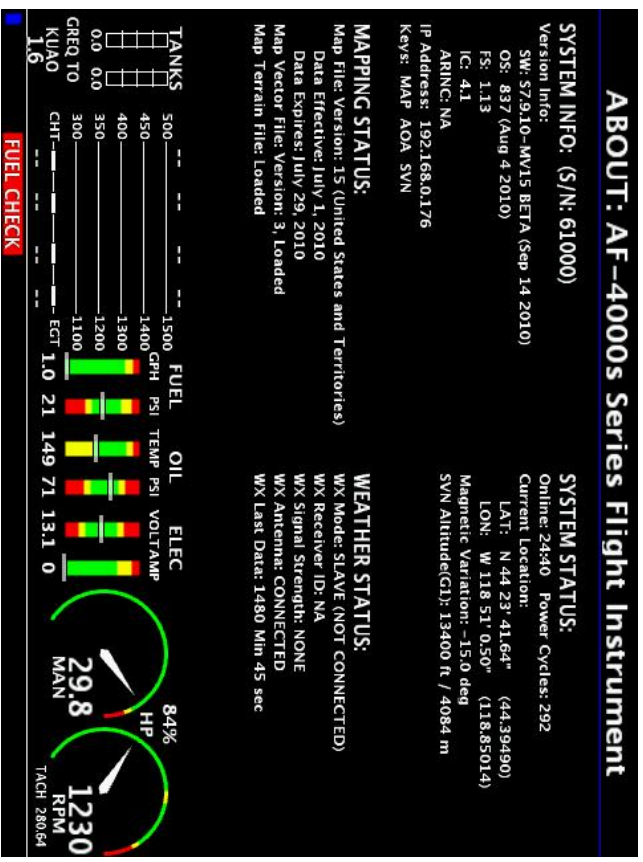 ABOUT: AF-4000s Series Flight Instrument
SYSTEM INFO: (S/N: 61000)
Version Info:
SW: S7.9.10-MV15 BETA (Sep 14 2010)
OS: 837 (Aug 4 2010)
FS: 1.13
IC: 4.1
ARINC: NA
IP Address: 192.168.0.176
Keys: MAP AOA SVN
SYSTEM STATUS:
Online: 24:40 Power Cycles: 292
Current Location:
LAT: N 44 23' 41.64" (44.39490)
LON: W 118 51' 0.50" (118.85014)
Magnetic Variation: -15.0 deg
SVN Altitude(G1): 13400 ft / 4084 m
MAPPING STATUS:
Map File: Version: 15 (United States and Territories)
Data Effective: July 1, 2010
Data Expires: July 29, 2010
Map Vector File: Version: 3, Loaded
Map Terrain File: Loaded
WEATHER STATUS:
WX Mode: SLAVE (NOT CONNECTED)
WX Receiver ID: NA
WX Signal Strength: NONE
WX Antenna: CONNECTED
WX Last Data: 1480 Min 45 sec
TANKS
0.0 0.0
GREQ TO
KUAO
1.6
-- -- -- --
500 1500
450 1400
400 1300
350 1200
300 1100
CHT EGT
-- -- -- --
FUEL CHECK
FUEL OIL ELEC
GPH PSI TEMP PSI VOLT AMP
1.0 21 149 71 13.1 0
84%
HP
29.8
MAN
1230
RPM
TACH 280.64